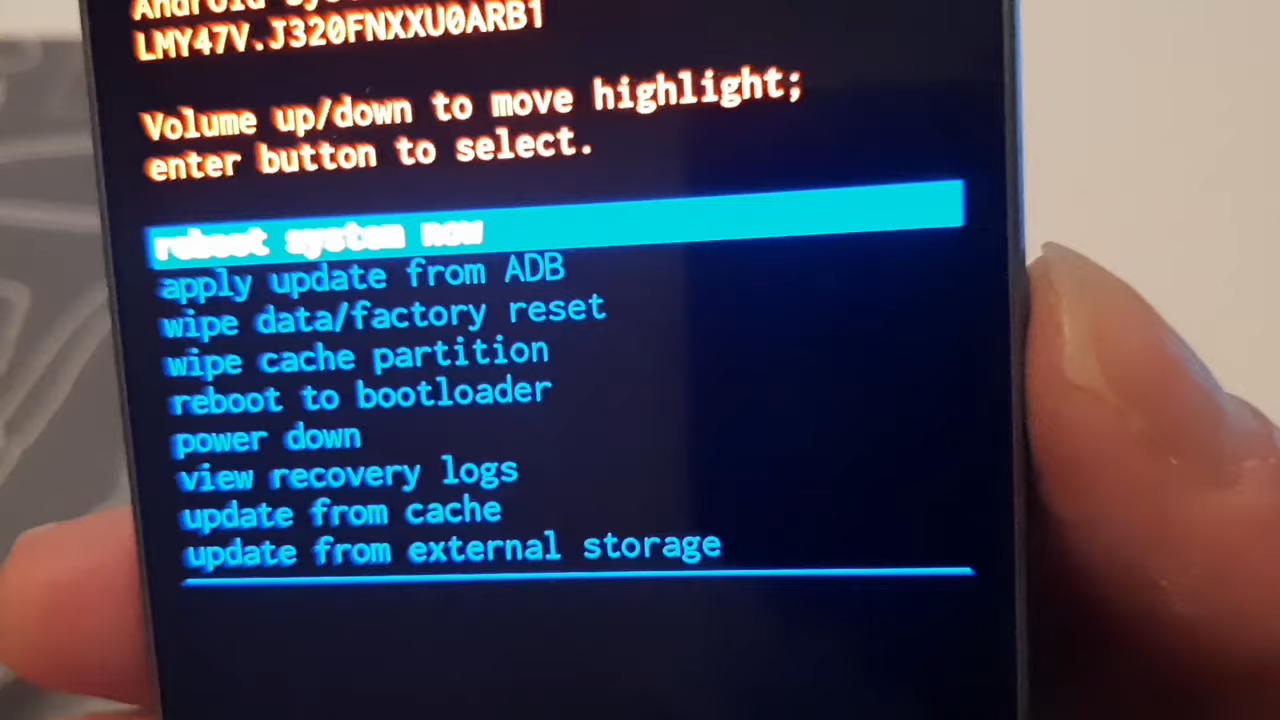 Android
LMY47V.J320FNXXU0ARB1
Volume up/down to move highlight;
enter button to select.
reboot system now
apply update from ADB
wipe data/factory reset
wipe cache partition
reboot to bootloader
power down
view recovery logs
update from cache
update from external storage